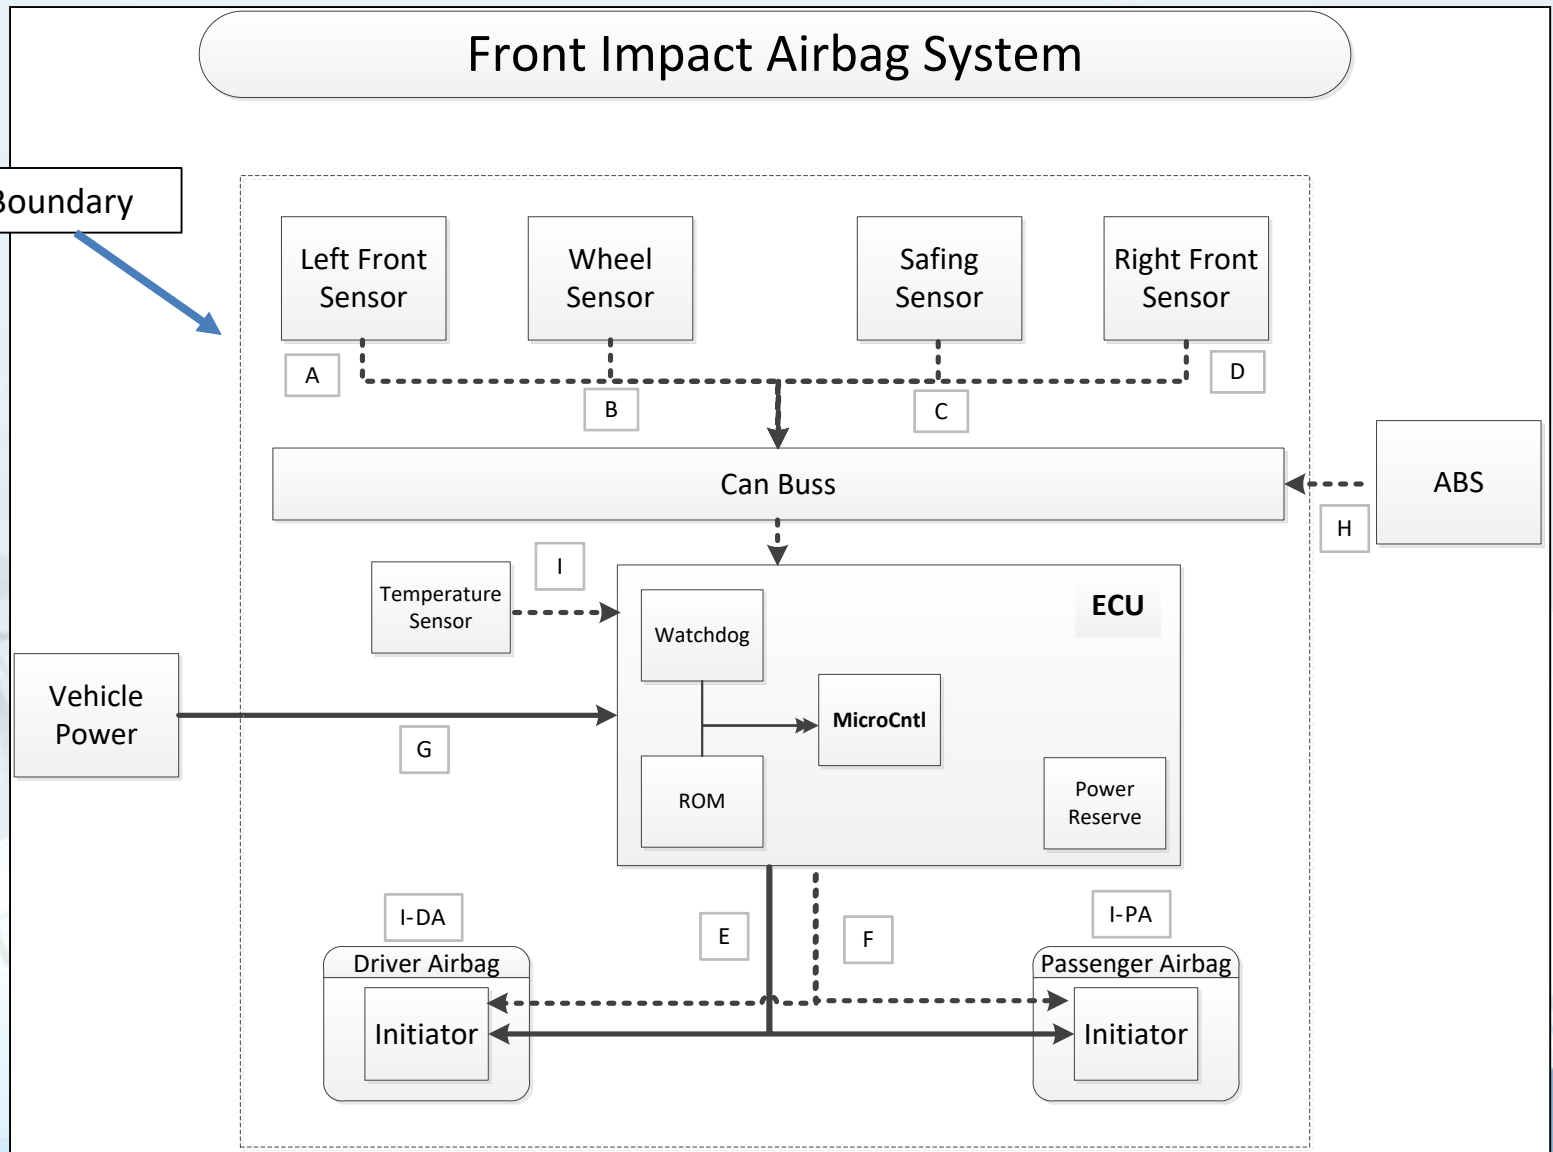 Front Impact Airbag System
Boundary
Left Front
Sensor
Wheel
Sensor
Safing
Sensor
Right Front
Sensor
A
B
C
D
Can Buss
ABS
H
I
Temperature
Sensor
ECU
Watchdog
MicroCntl
Vehicle
Power
G
ROM
Power
Reserve
I-DA
E
F
I-PA
Driver Airbag
Passenger Airbag
Initiator
Initiator